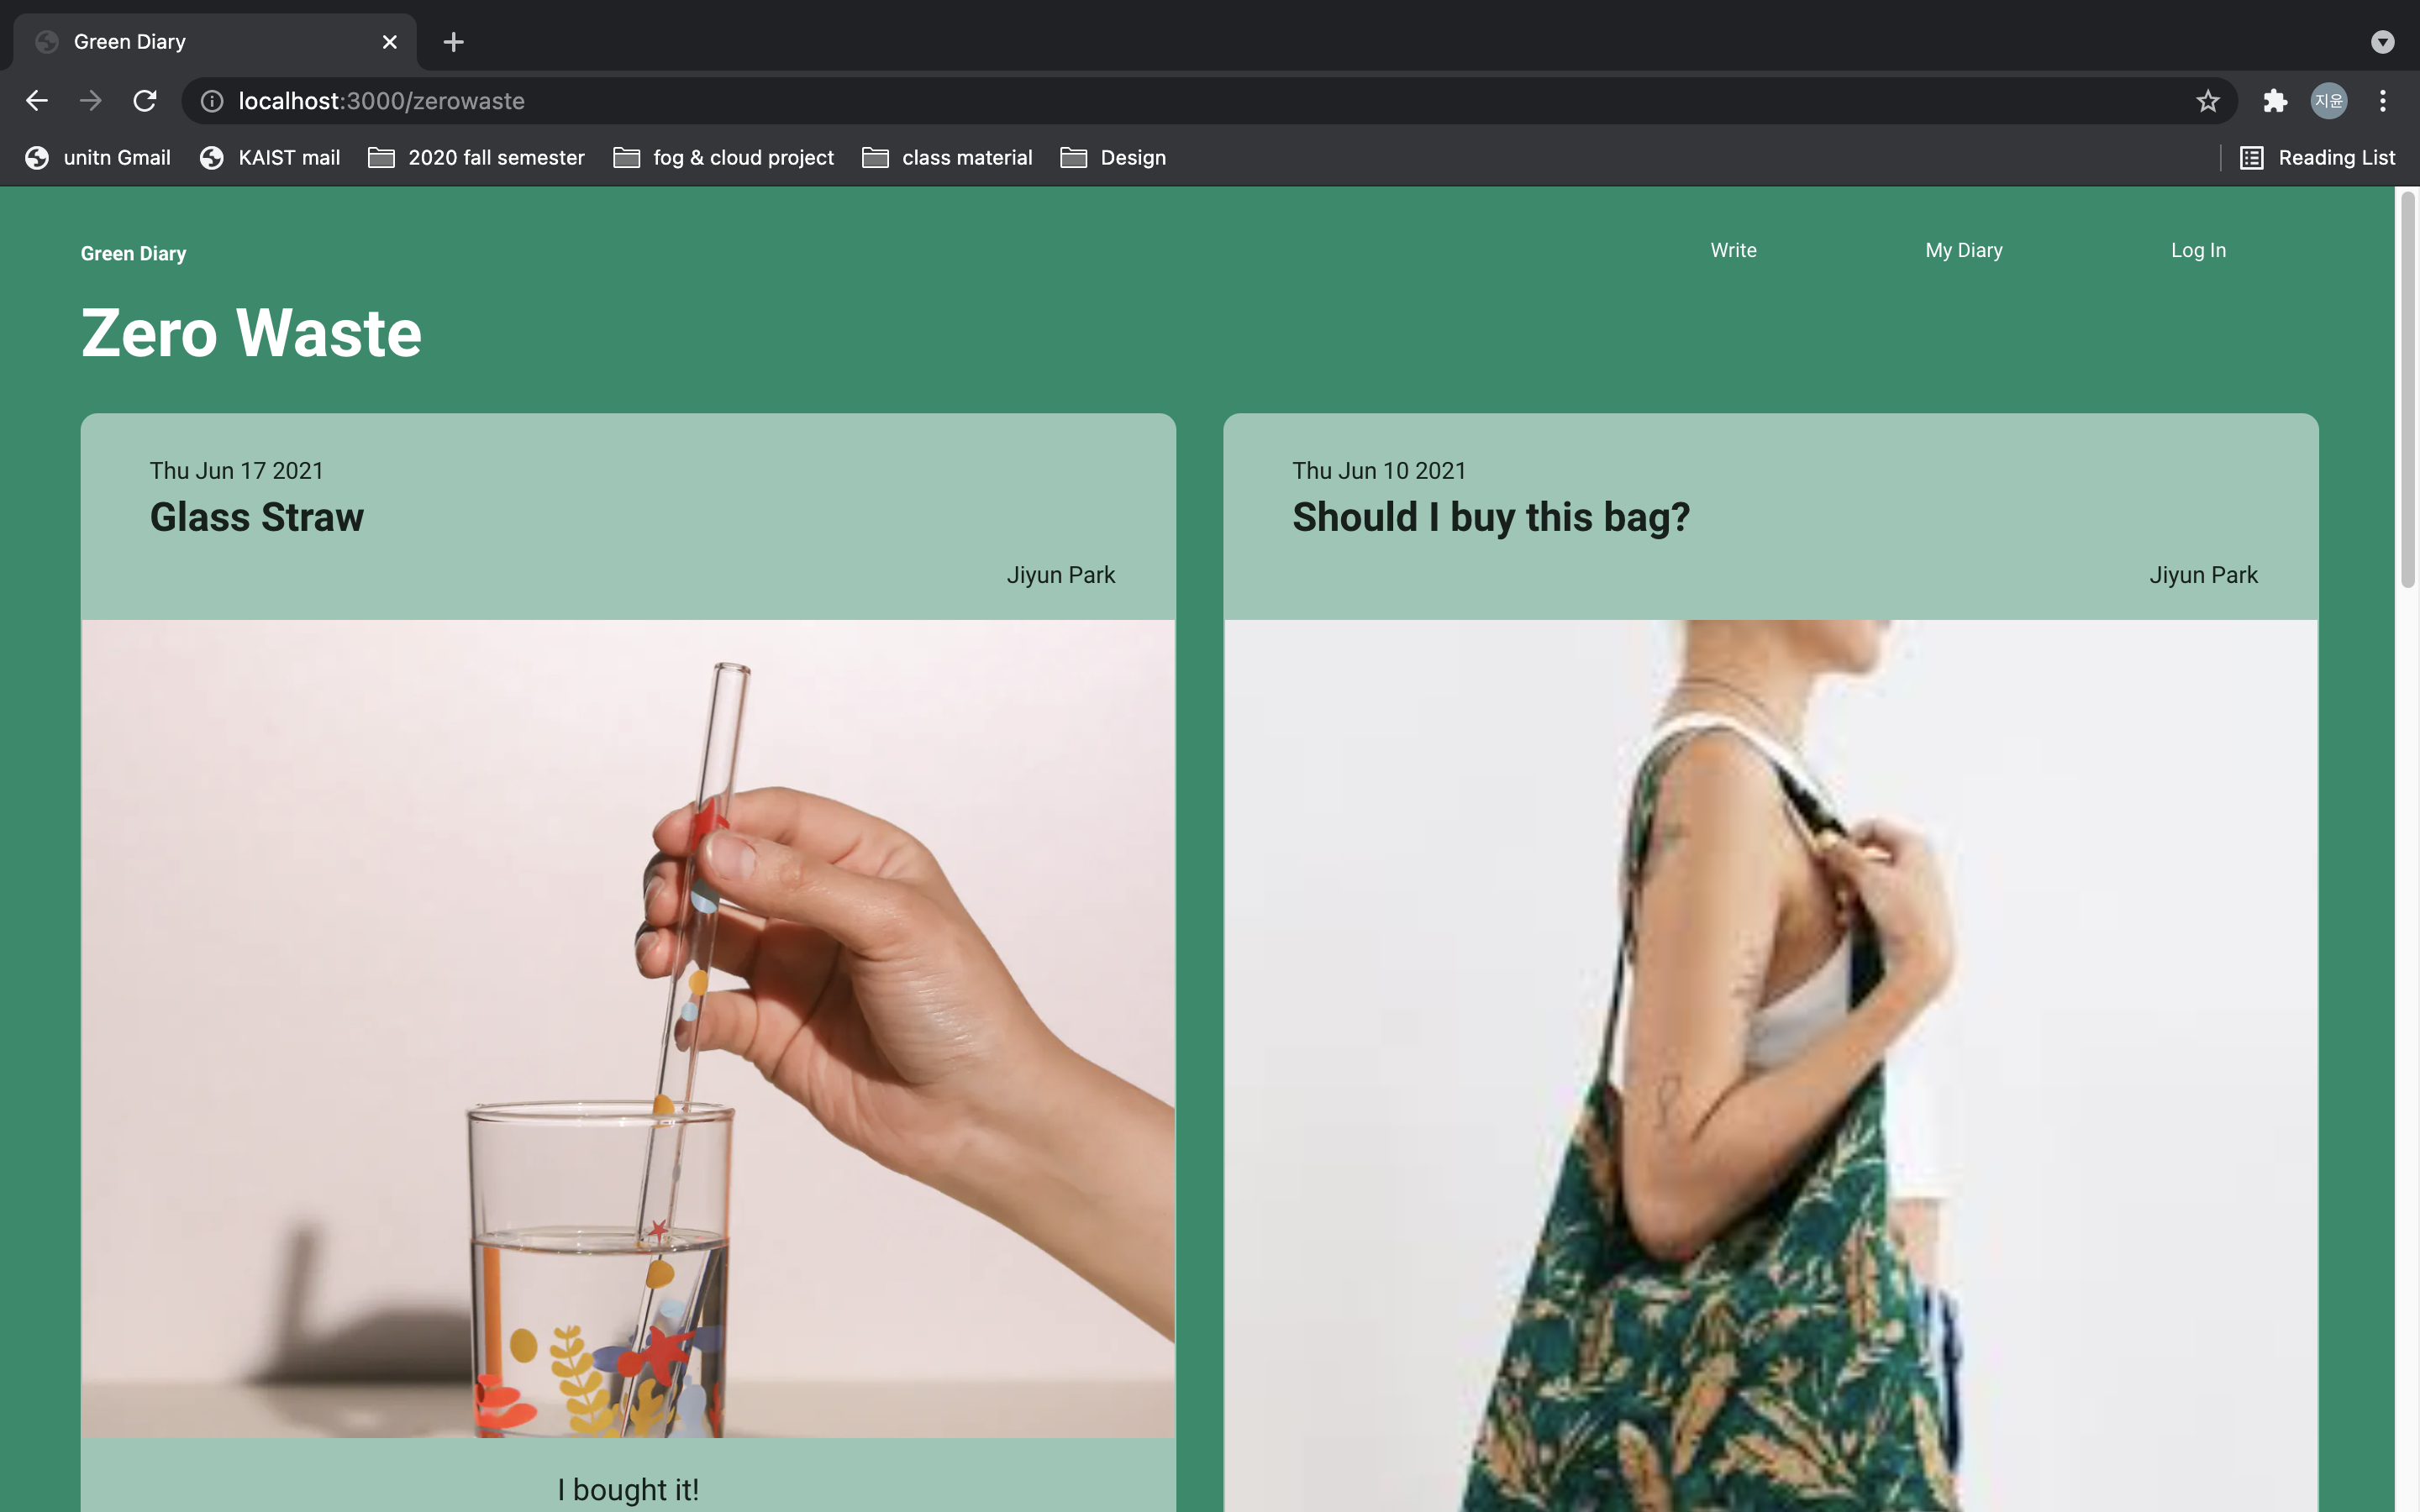 Green Diary
localhost:3000/zerowaste
지윤
unitn Gmail
KAIST mail
2020 fall semester
fog & cloud project
class material
Design
Reading List
Green Diary
Write
My Diary
Log In
Zero Waste
Thu Jun 17 2021
Glass Straw
Jiyun Park
I bought it!
Thu Jun 10 2021
Should I buy this bag?
Jiyun Park